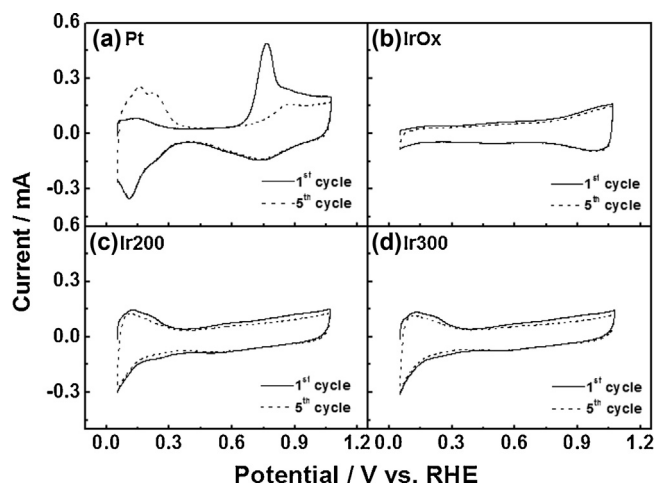 0.6
(a) Pt
(b) IrOx
0.3
0.0
-0.3
0.6
1st cycle
5th cycle
1st cycle
5th cycle
Current / mA
(c) Ir200
(d) Ir300
0.3
0.0
-0.3
1st cycle
5th cycle
1st cycle
5th cycle
0.0 0.3 0.6 0.9 1.2 0.0 0.3 0.6 0.9 1.2
Potential / V vs. RHE